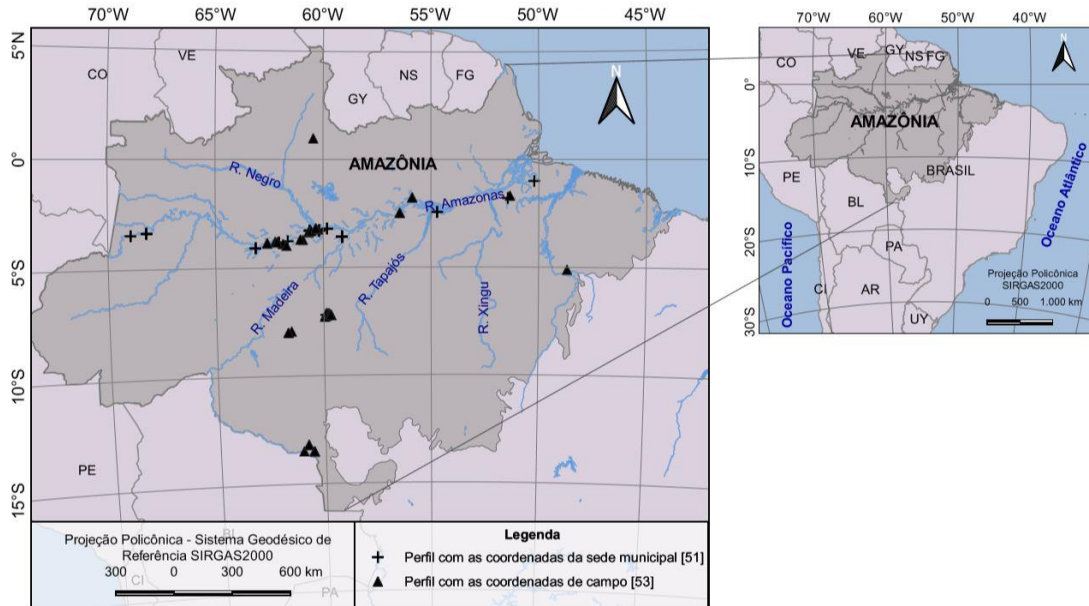 70°W 65°W 60°W 55°W 50°W 45°W
5°N
0°
5°S
10°S
15°S
CO
VE
GY
NS
FG
N
AMAZÔNIA
R. Negro
R. Amazonas
R. Madeira
R. Tapajós
R. Xingu
PE
Projeção Policônica - Sistema Geodésico de
Referência SIRGAS2000
300 0 300 600 km
BL
CI
PA
Legenda
Perfil com as coordenadas da sede municipal [51]
Perfil com as coordenadas de campo [53]
70°W 60°W 50°W 40°W
0°
10°S
20°S
30°S
CO
VE
GY
NS
FG
N
AMAZÔNIA
BRASIL
PE
BL
PA
CI
AR
UY
Oceano Pacífico
Oceano Atlântico
Projeção Policônica
SIRGAS2000
0 500 1.000 km